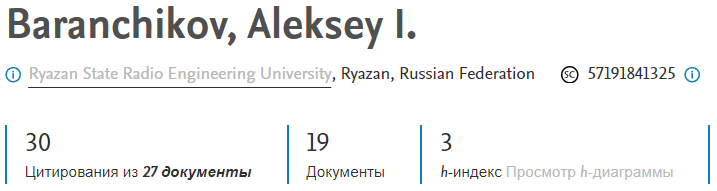 Baranchikov, Aleksey I.
Ryazan State Radio Engineering University, Ryazan, Russian Federation SC 57191841325
30 19 3
Цитирования из 27 документы Документы h-индекс Просмотр h-диаграммы